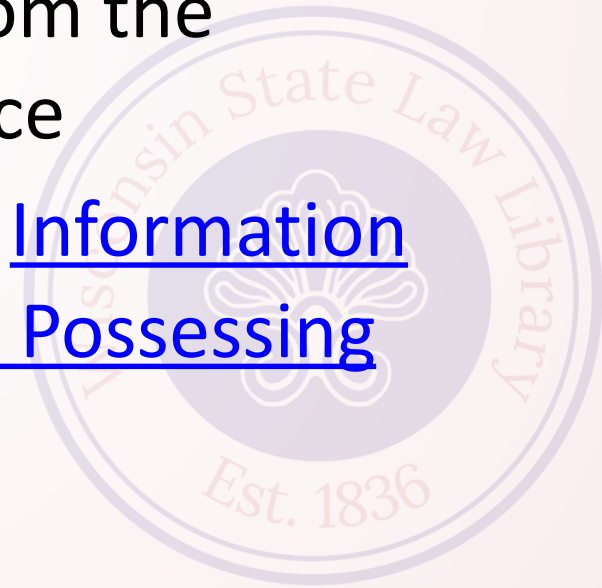 om the
ce
Information
Possessing
Wisconsin State Law Library
Est. 1836